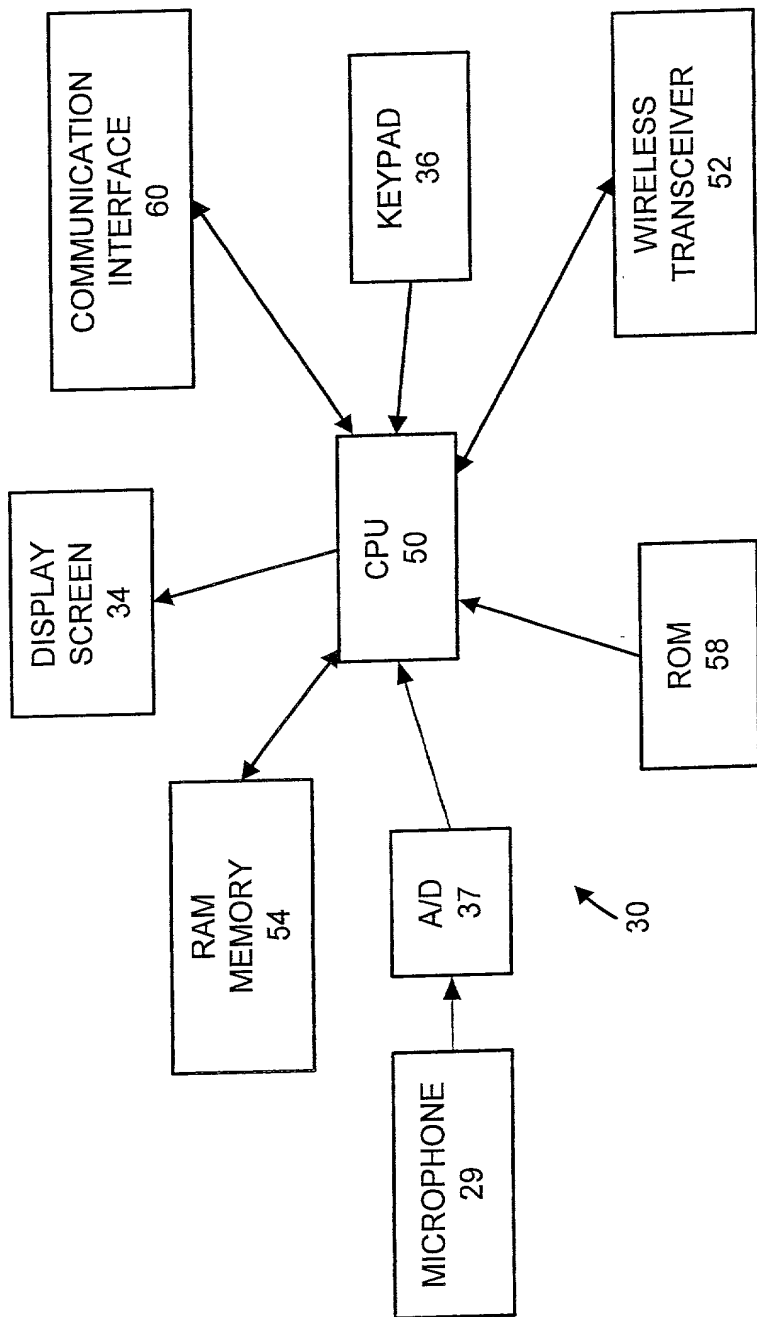 COMMUNICATION
INTERFACE
60
DISPLAY
SCREEN
34
KEYPAD
36
RAM
MEMORY
54
CPU
50
A/D
37
MICROPHONE
29
WIRELESS
TRANSCEIVER
52
ROM
58
30